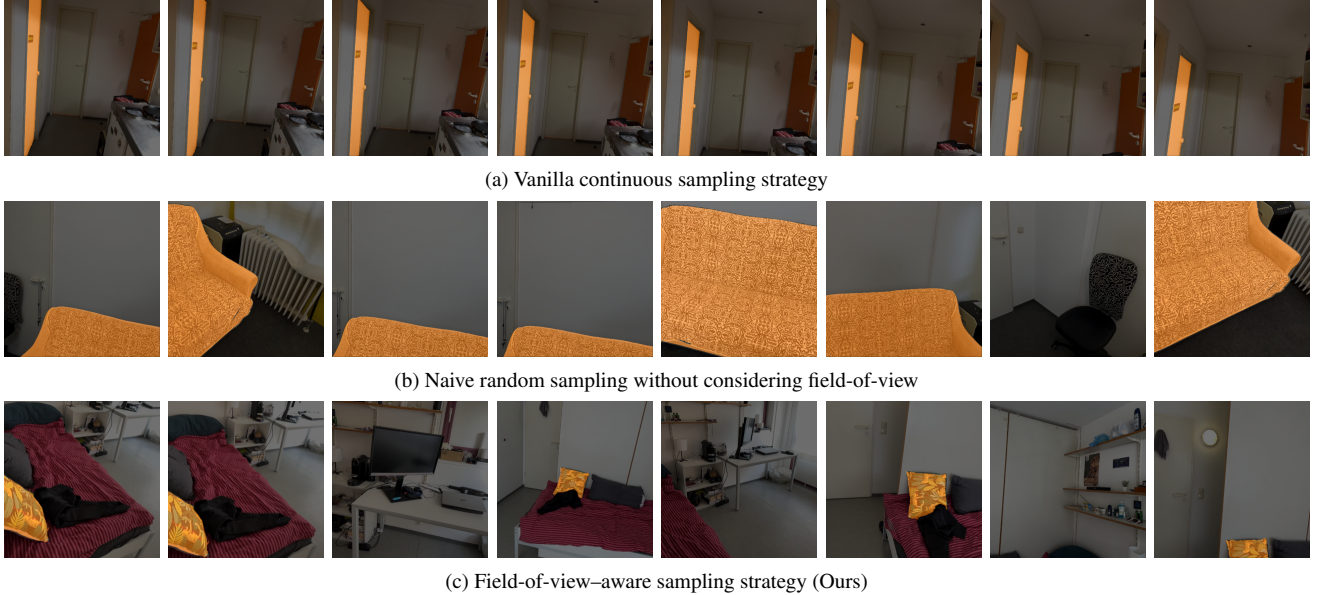 (a) Vanilla continuous sampling strategy
(b) Naive random sampling without considering field-of-view
(c) Field-of-view–aware sampling strategy (Ours)